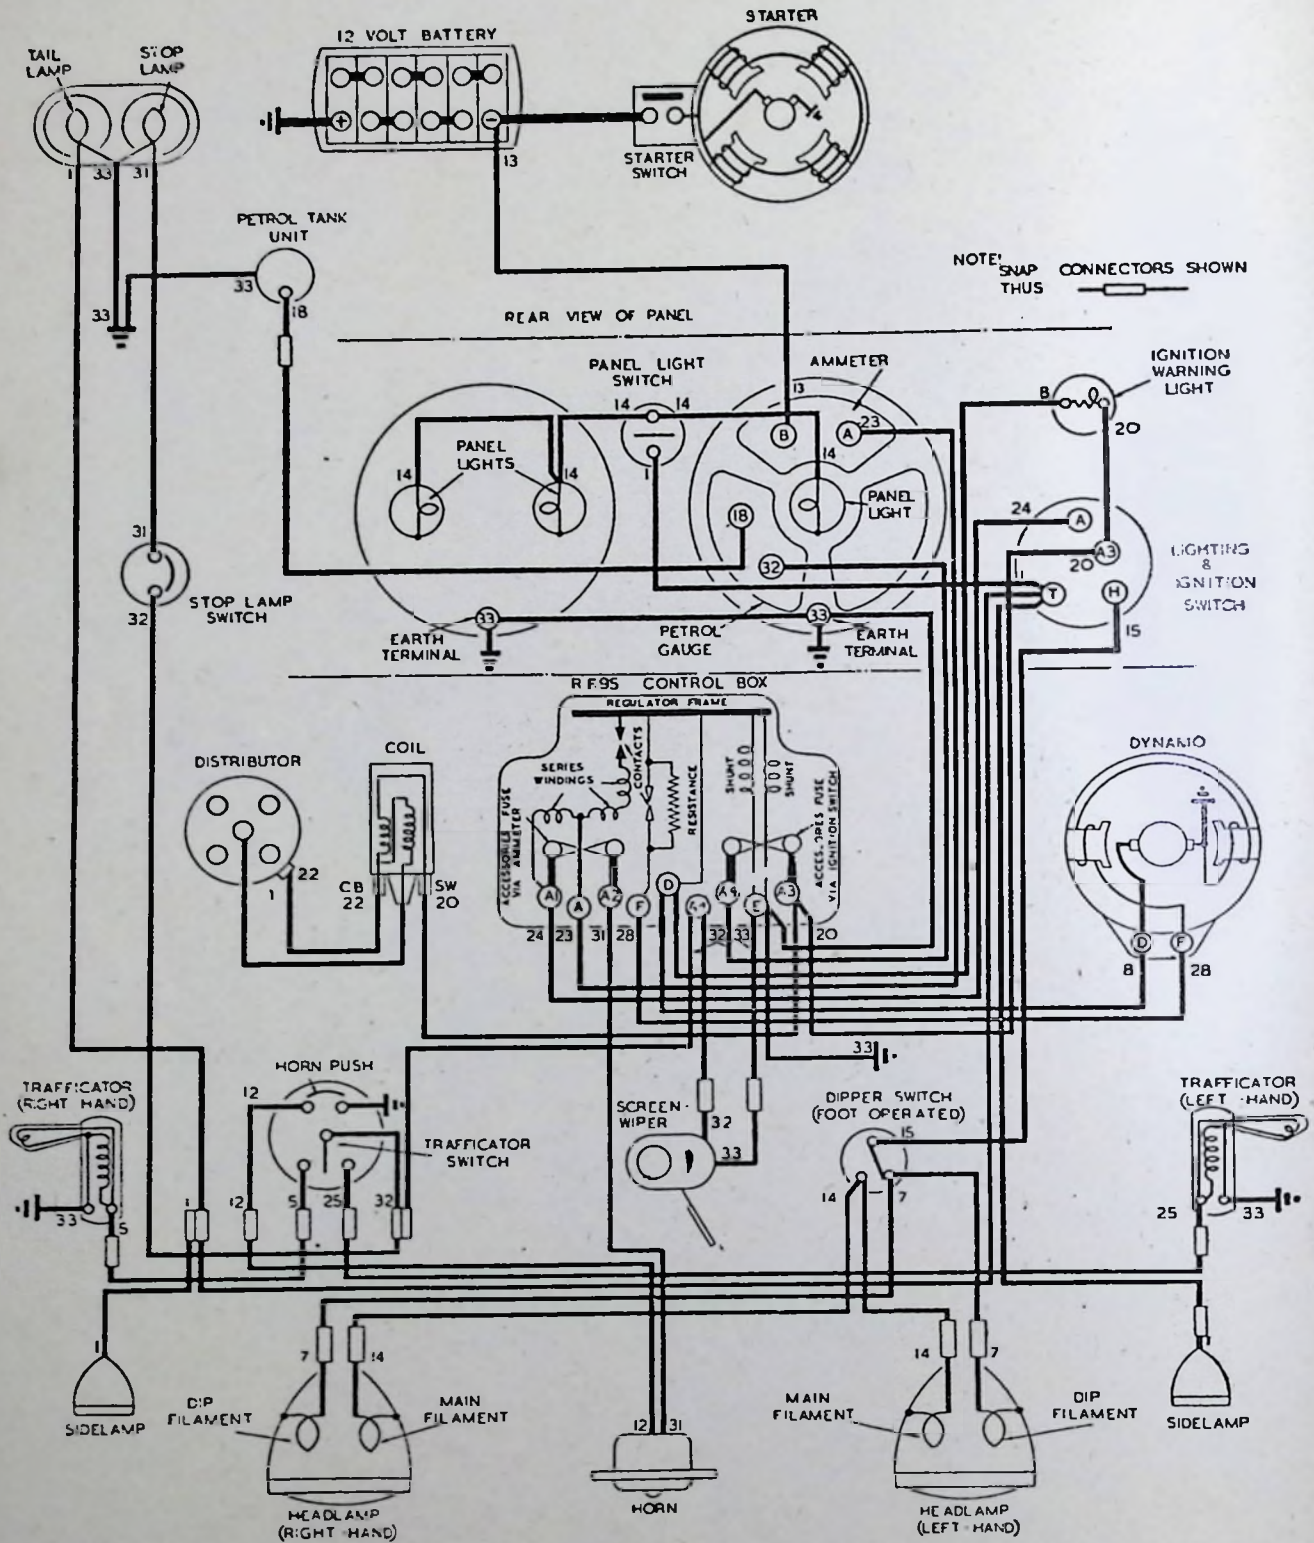 STARTER
12 VOLT BATTERY
TAIL
LAMP
STOP
LAMP
+
−
13
STARTER
SWITCH
1
33
31
PETROL TANK
UNIT
33
18
33
NOTE' SNAP CONNECTORS SHOWN
THUS
REAR VIEW OF PANEL
PANEL LIGHT
SWITCH
AMMETER
IGNITION
WARNING
LIGHT
13
14
14
B
A
23
8
20
PANEL
LIGHTS
14
14
14
1
PANEL
LIGHT
18
32
24
A
A3
20
1
T
H
15
LIGHTING
&
IGNITION
SWITCH
31
32
STOP LAMP
SWITCH
33
EARTH
TERMINAL
PETROL
GAUGE
33
EARTH
TERMINAL
R.F.95 CONTROL BOX
REGULATOR FRAME
DISTRIBUTOR
COIL
DYNAMO
SERIES
WINDINGS
CONTACTS
RESISTANCE
SHUNT
SHUNT
ACCESSORIES FUSE
VIA AMMETER
ACCESSORIES FUSE
VIA IGNITION SWITCH
22
1
CB
22
SW
20
A1
A
A2
F
D
A4
A4
E
A3
24
23
31
28
32
33
20
D
F
8
28
33
TRAFFICATOR
(RIGHT HAND)
HORN PUSH
12
TRAFFICATOR
SWITCH
SCREEN-
WIPER
32
33
DIPPER SWITCH
(FOOT OPERATED)
15
14
7
TRAFFICATOR
(LEFT-HAND)
33
5
1
12
5
25
32
25
33
1
SIDELAMP
7
14
DIP
FILAMENT
MAIN
FILAMENT
12
31
HORN
14
7
MAIN
FILAMENT
DIP
FILAMENT
1
SIDELAMP
HEADLAMP
(RIGHT HAND)
HEADLAMP
(LEFT HAND)